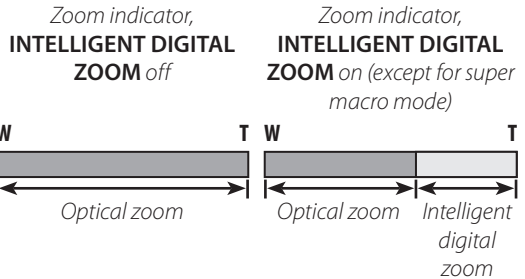 Zoom indicator,
INTELLIGENT DIGITAL
ZOOM off
W T
Optical zoom
Zoom indicator,
INTELLIGENT DIGITAL
ZOOM on (except for super
macro mode)
W T
Optical zoom
Intelligent
digital
zoom